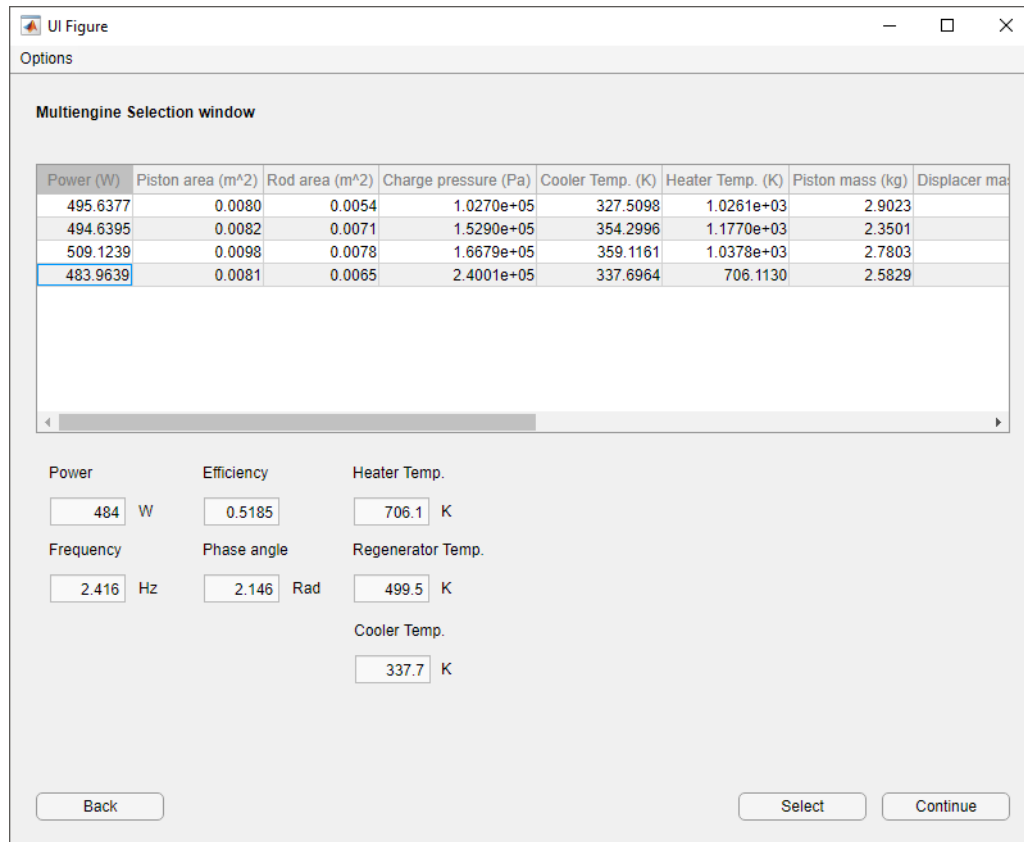 UI Figure
Options
Multiengine Selection window
Power (W) Piston area (m^2) Rod area (m^2) Charge pressure (Pa) Cooler Temp. (K) Heater Temp. (K) Piston mass (kg) Displacer mas
495.6377 0.0080 0.0054 1.0270e+05 327.5098 1.0261e+03 2.9023
494.6395 0.0082 0.0071 1.5290e+05 354.2996 1.1770e+03 2.3501
509.1239 0.0098 0.0078 1.6679e+05 359.1161 1.0378e+03 2.7803
483.9639 0.0081 0.0065 2.4001e+05 337.6964 706.1130 2.5829
Power Efficiency Heater Temp.
484 W 0.5185 706.1 K
Frequency Phase angle Regenerator Temp.
2.416 Hz 2.146 Rad 499.5 K
Cooler Temp.
337.7 K
Back Select Continue